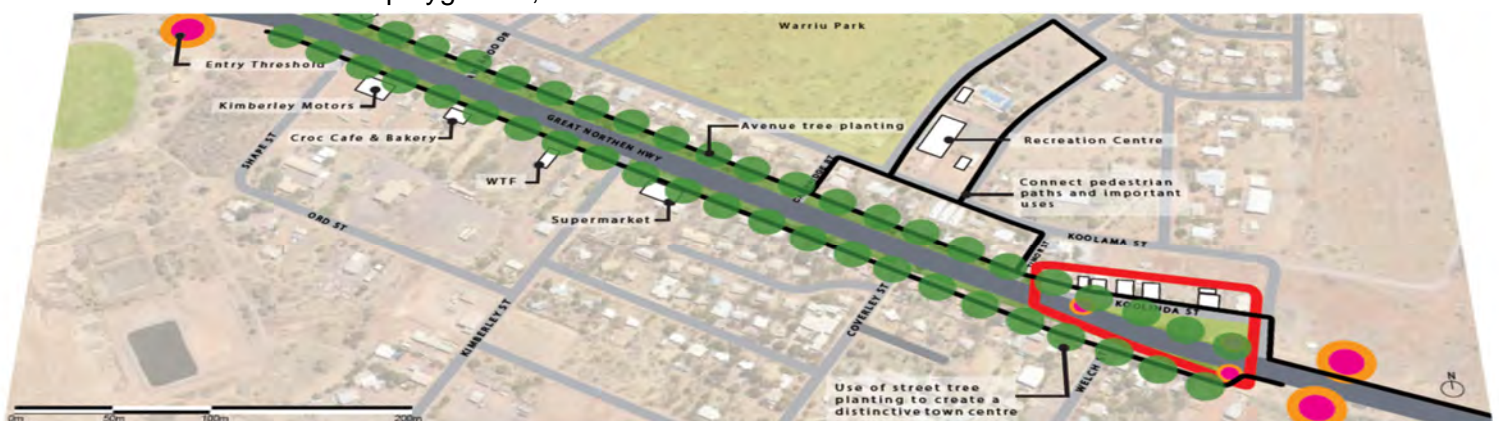 Warriu Park
Entry Threshold
Kimberley Motors
Croc Cafe & Bakery
SHARE ST
GREAT NORTHEN HWY
Avenue tree planting
Recreation Centre
WTF
Connect pedestrian
paths and important
uses
Supermarket
ORD ST
KOOLAMA ST
KOOLINDA ST
KIMBERLEY ST
COVERLEY ST
WELCH
Use of street tree
planting to create a
distinctive town centre
N
0m
50m
100m
200m